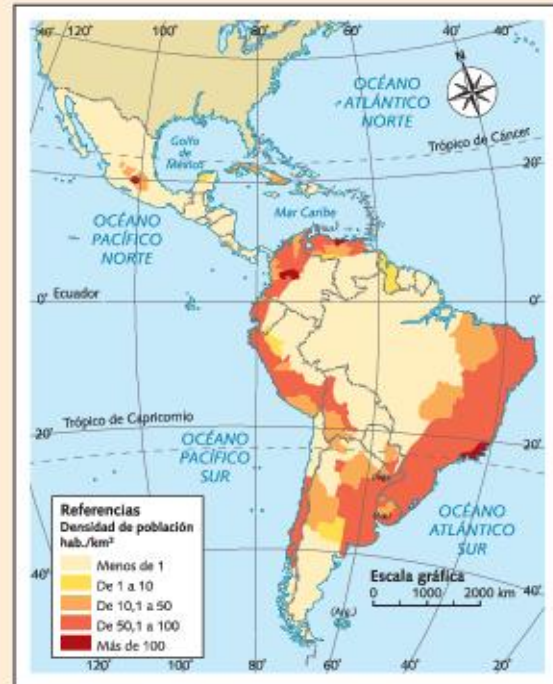 120°
100°
80°
60°
40°
20°
N
OCÉANO
ATLÁNTICO
NORTE
Golfo
de
México
Trópico de Cáncer
20°
20°
Mar Caribe
OCÉANO
PACÍFICO
NORTE
0°
Ecuador
0°
Trópico de Capricornio
20°
20°
OCÉANO
PACÍFICO
SUR
OCÉANO
ATLÁNTICO
SUR
Referencias
Densidad de población
hab./km²
Menos de 1
De 1 a 10
De 10,1 a 50
De 50,1 a 100
Más de 100
Escala gráfica
0 1000 2000 km
40°
40°
(Arg.)
120°
100°
80°
60°
40°
20°